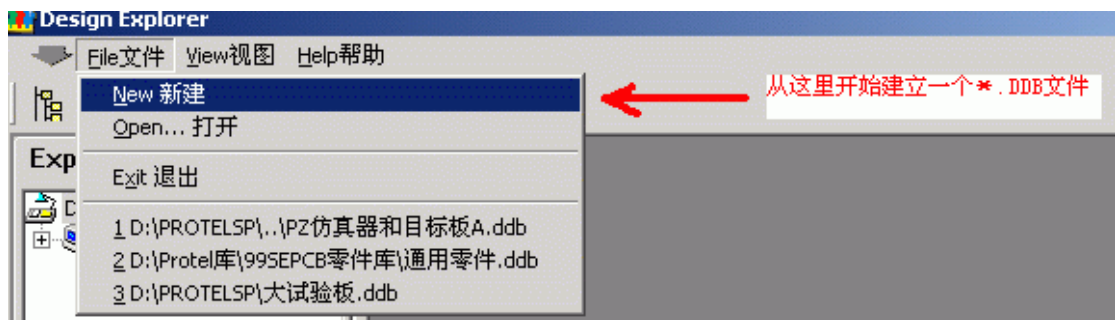 Design Explorer
File文件 View视图 Help帮助
New 新建
从这里开始建立一个*.DDB文件
Open... 打开
Exp
Exit 退出
D
1 D:\PROTELSP\..\PZ仿真器和目标板A.ddb
2 D:\Protel库\99SEPCB零件库\通用零件.ddb
3 D:\PROTELSP\大试验板.ddb